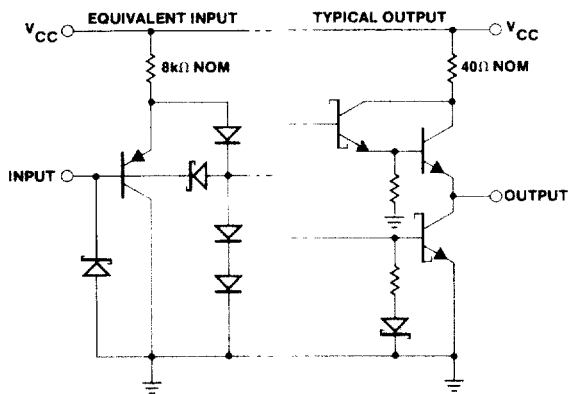 EQUIVALENT INPUT
TYPICAL OUTPUT
VCC
VCC
8kΩ NOM
40Ω NOM
INPUT
OUTPUT